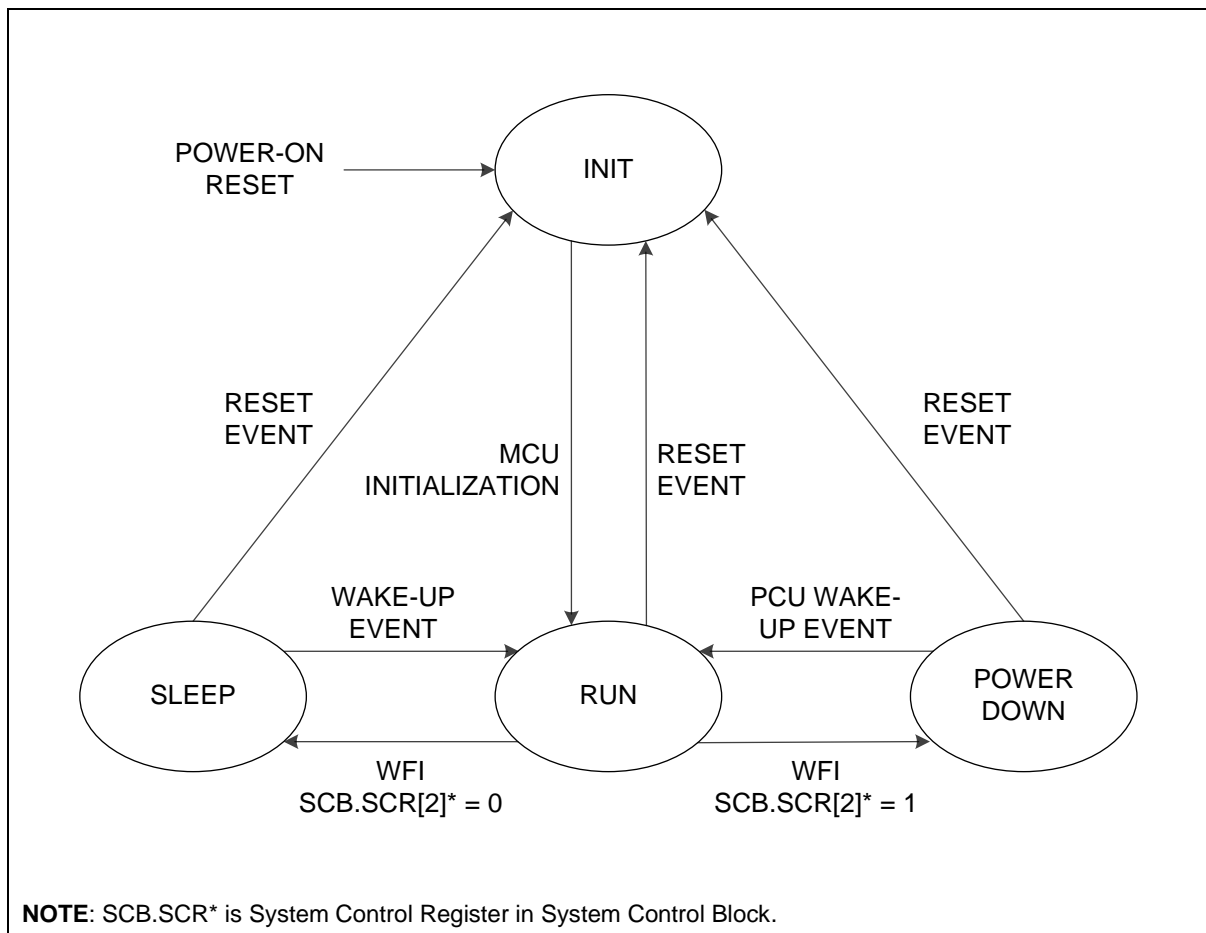 POWER-ON
RESET
INIT
RESET
EVENT
MCU
INITIALIZATION
RESET
EVENT
RESET
EVENT
WAKE-UP
EVENT
PCU WAKE-
UP EVENT
SLEEP
RUN
POWER
DOWN
WFI
SCB.SCR[2]* = 0
WFI
SCB.SCR[2]* = 1
NOTE: SCB.SCR* is System Control Register in System Control Block.